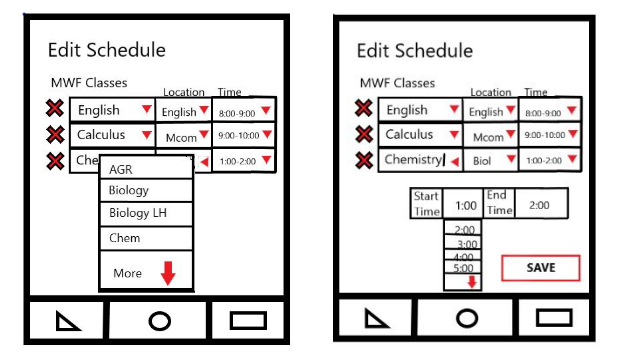 Edit Schedule
MWF Classes
Location Time
English English 8:00-9:00
Calculus Mcom 9:00-10:00
Che 1:00-2:00
AGR
Biology
Biology LH
Chem
More
Edit Schedule
MWF Classes
Location Time
English English 8:00-9:00
Calculus Mcom 9:00-10:00
Chemistry Biol 1:00-2:00
Start Time 1:00 End Time 2:00
2:00
3:00
4:00
5:00
SAVE